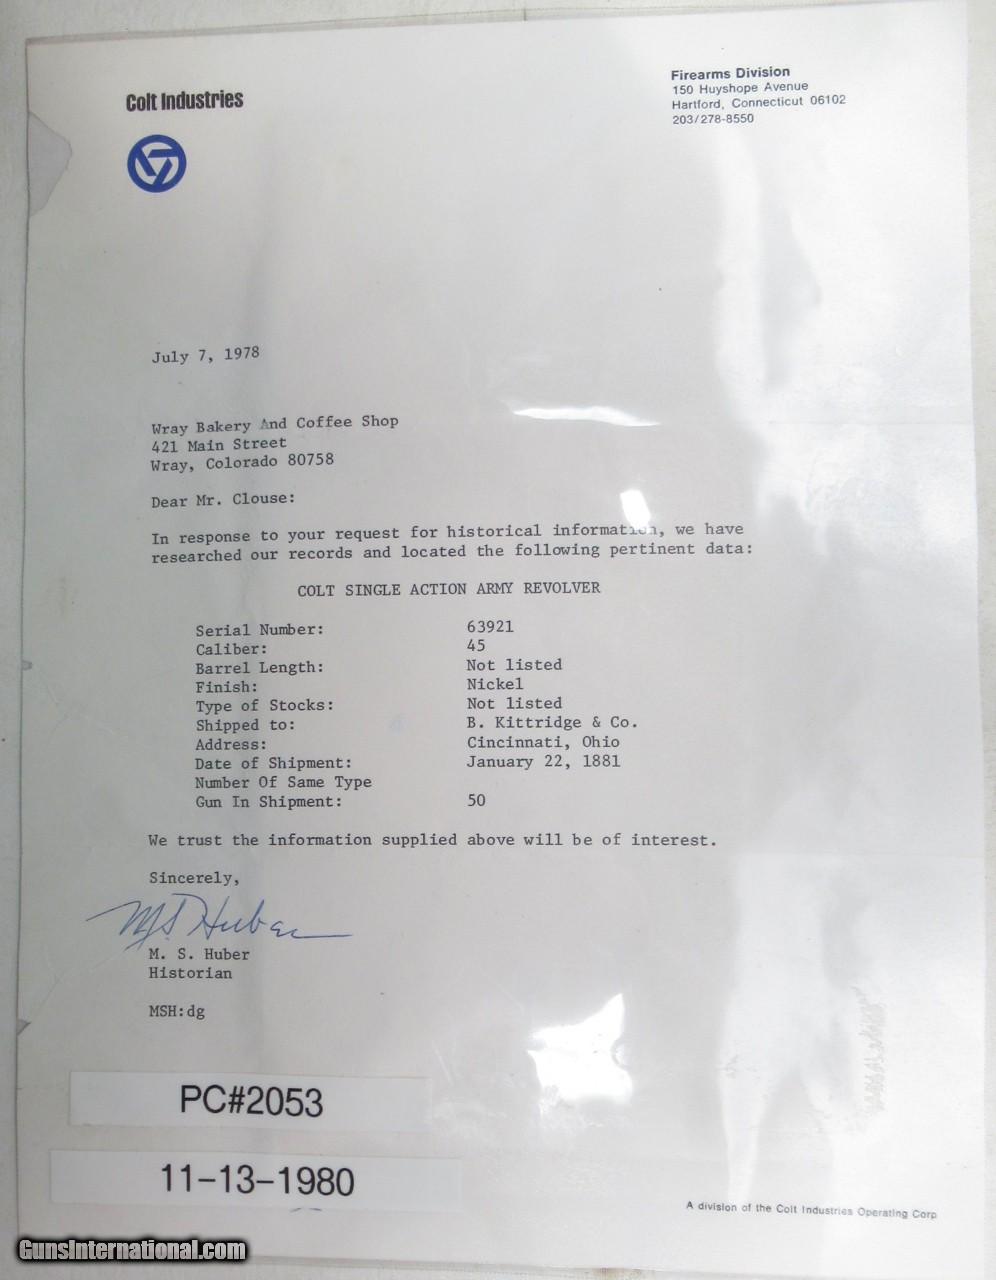 Colt Industries
Firearms Division
150 Huyshope Avenue
Hartford, Connecticut 06102
203/278-8550
July 7, 1978
Wray Bakery And Coffee Shop
421 Main Street
Wray, Colorado 80758
Dear Mr. Clouse:
In response to your request for historical information, we have
researched our records and located the following pertinent data:
COLT SINGLE ACTION ARMY REVOLVER
Serial Number: 63921
Caliber: 45
Barrel Length: Not listed
Finish: Nickel
Type of Stocks: Not listed
Shipped to: B. Kittridge & Co.
Address: Cincinnati, Ohio
Date of Shipment: January 22, 1881
Number Of Same Type
Gun In Shipment: 50
We trust the information supplied above will be of interest.
Sincerely,
MS Huber
M. S. Huber
Historian
MSH:dg
PC#2053
11-13-1980
A division of the Colt Industries Operating Corp
GunsInternational.com